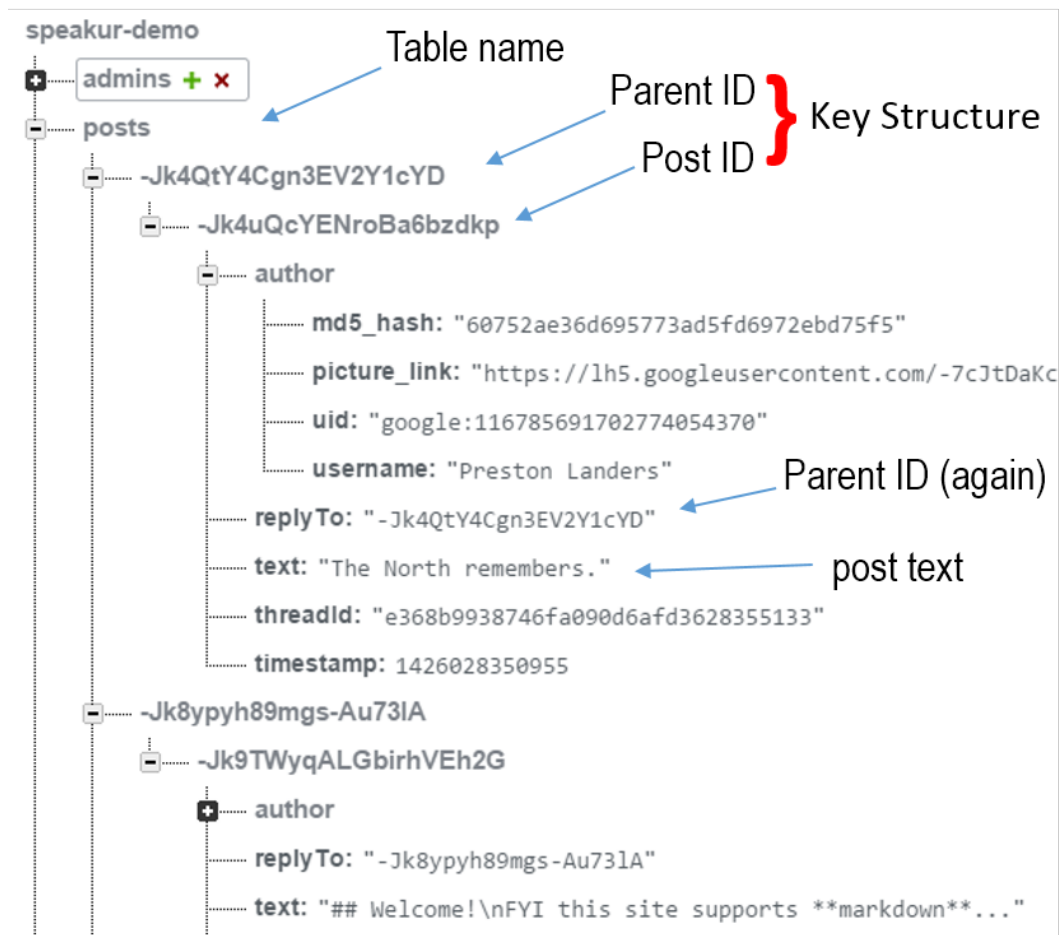 speakur-demo
Table name
admins + ×
Parent ID
} Key Structure
posts
Post ID
-Jk4QtY4Cgn3EV2Y1cYD
-Jk4uQcYENroBa6bzdkp
author
md5_hash: "60752ae36d695773ad5fd6972ebd75f5"
picture_link: "https://lh5.googleusercontent.com/-7cJtDaKc
uid: "google:116785691702774054370"
username: "Preston Landers"
Parent ID (again)
replyTo: "-Jk4QtY4Cgn3EV2Y1cYD"
text: "The North remembers."
post text
threadId: "e368b9938746fa090d6afd3628355133"
timestamp: 1426028350955
-Jk8ypyh89mgs-Au73lA
-Jk9TWyqALGbirhVEh2G
author
replyTo: "-Jk8ypyh89mgs-Au73lA"
text: "## Welcome!\nFYI this site supports **markdown**..."